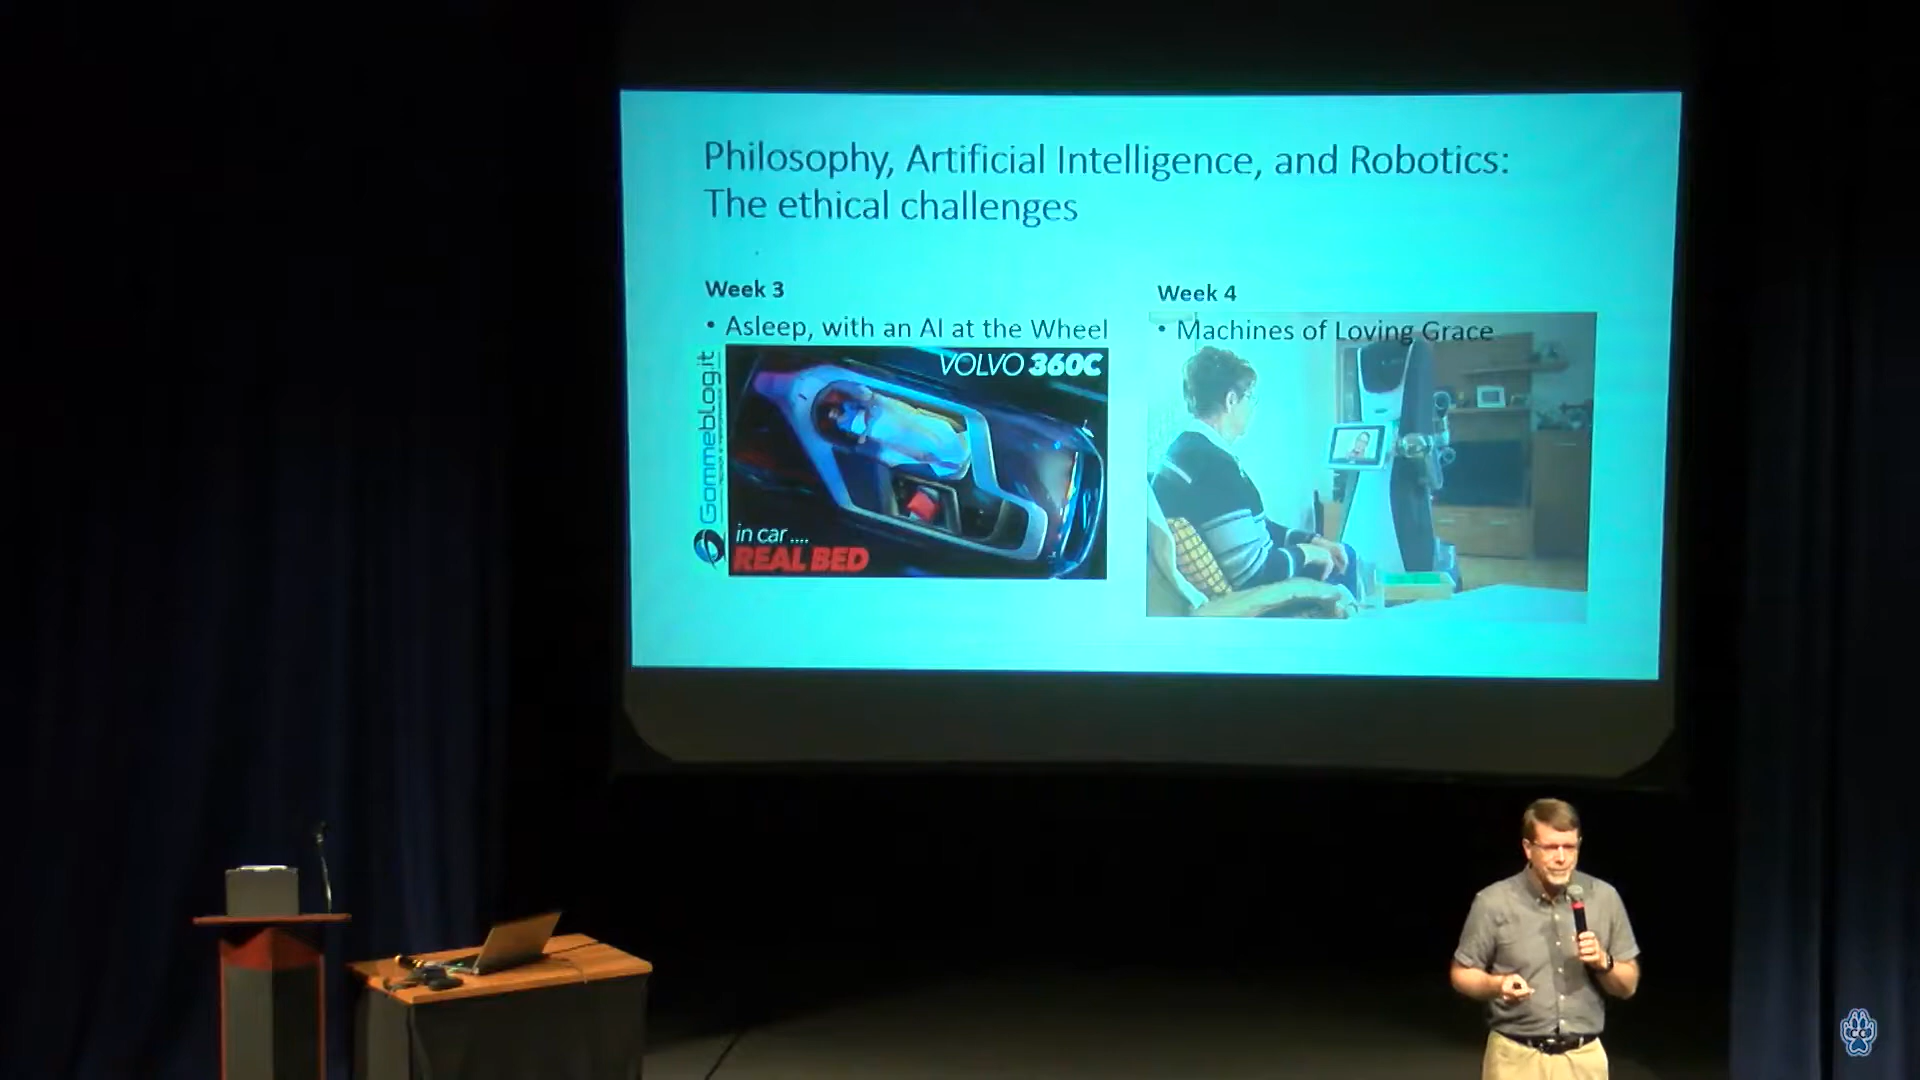 Philosophy, Artificial Intelligence, and Robotics:
The ethical challenges
Week 3
• Asleep, with an AI at the Wheel
Gommeblog.it
VOLVO 360C
in car ....
REAL BED
Week 4
• Machines of Loving Grace